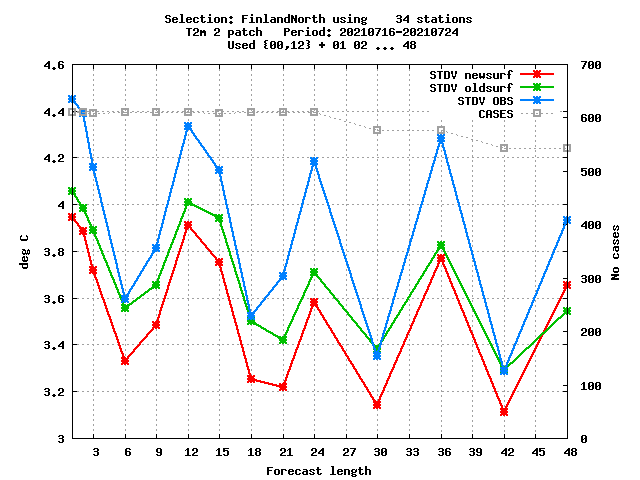 Selection: FinlandNorth using    34 stations
T2m 2 patch   Period: 20210716-20210724
Used {00,12} + 01 02 ... 48
4.6
4.4
4.2
4
3.8
3.6
3.4
3.2
3
deg C
700
600
500
400
300
200
100
0
No cases
STDV newsurf
STDV oldsurf
STDV OBS
CASES
3 6 9 12 15 18 21 24 27 30 33 36 39 42 45 48
Forecast length